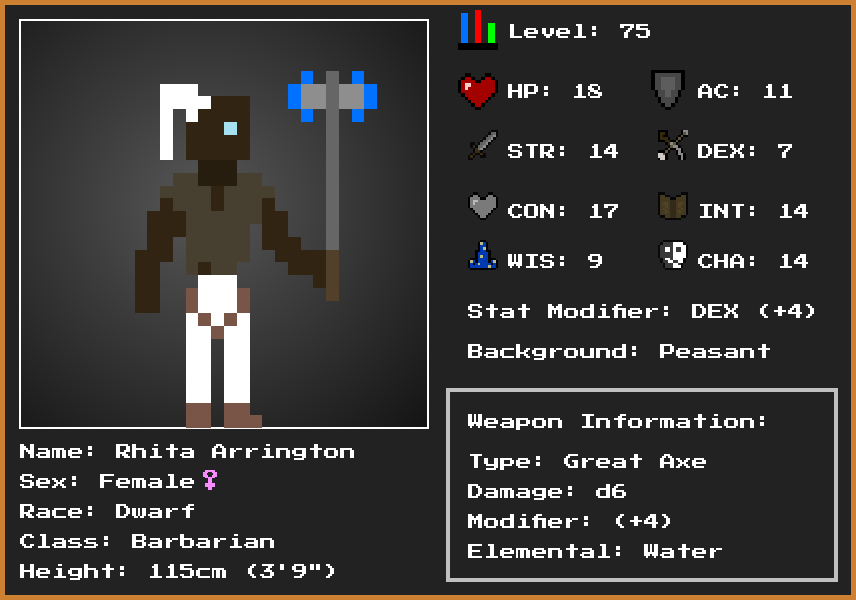 Level: 75
HP: 18
AC: 11
STR: 14
DEX: 7
CON: 17
INT: 14
WIS: 9
CHA: 14
Stat Modifier: DEX (+4)
Background: Peasant
Weapon Information:
Type: Great Axe
Damage: d6
Modifier: (+4)
Elemental: Water
Name: Rhita Arrington
Sex: Female♀
Race: Dwarf
Class: Barbarian
Height: 115cm (3'9")